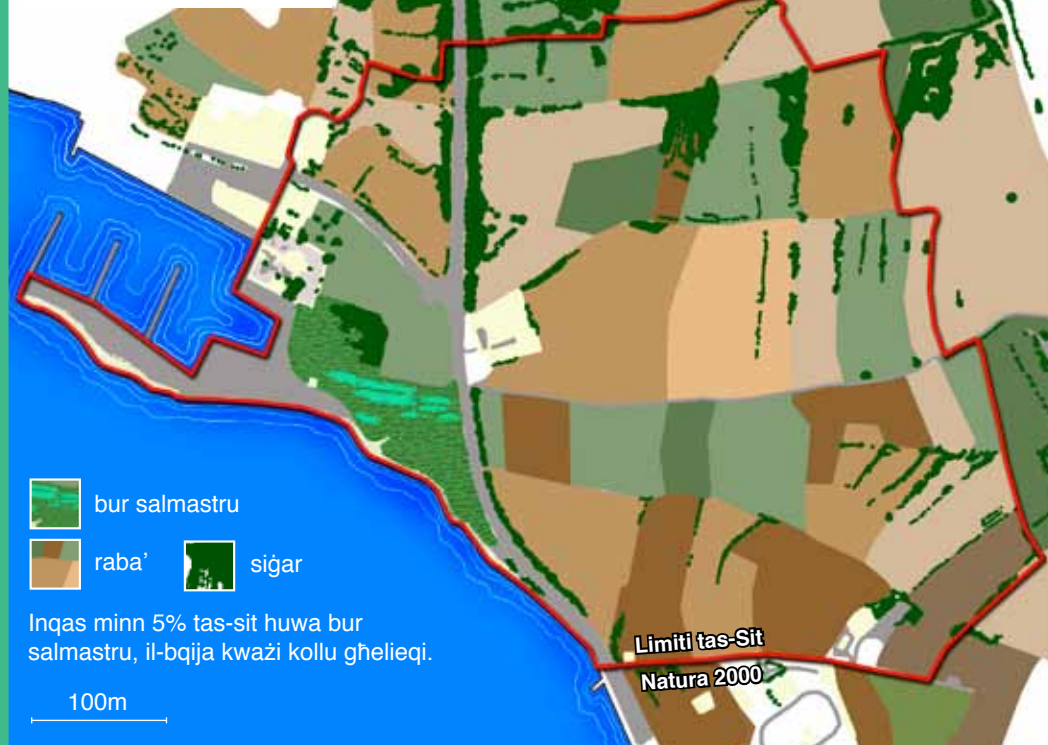 bur salmastru
raba’
siġar
Inqas minn 5% tas-sit huwa bur
salmastru, il-bqija kważi kollu għelieqi.
100m
Limiti tas-Sit
Natura 2000